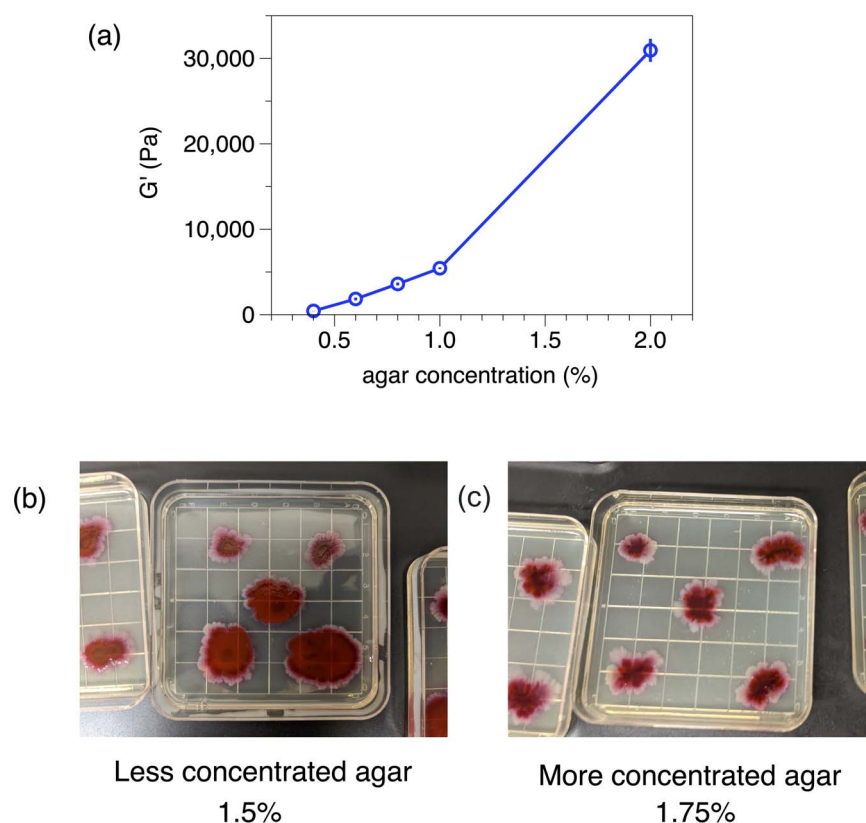 (a)
30,000
20,000
10,000
0
G' (Pa)
0.5 1.0 1.5 2.0
agar concentration (%)
(b)
(c)
Less concentrated agar
1.5%
More concentrated agar
1.75%